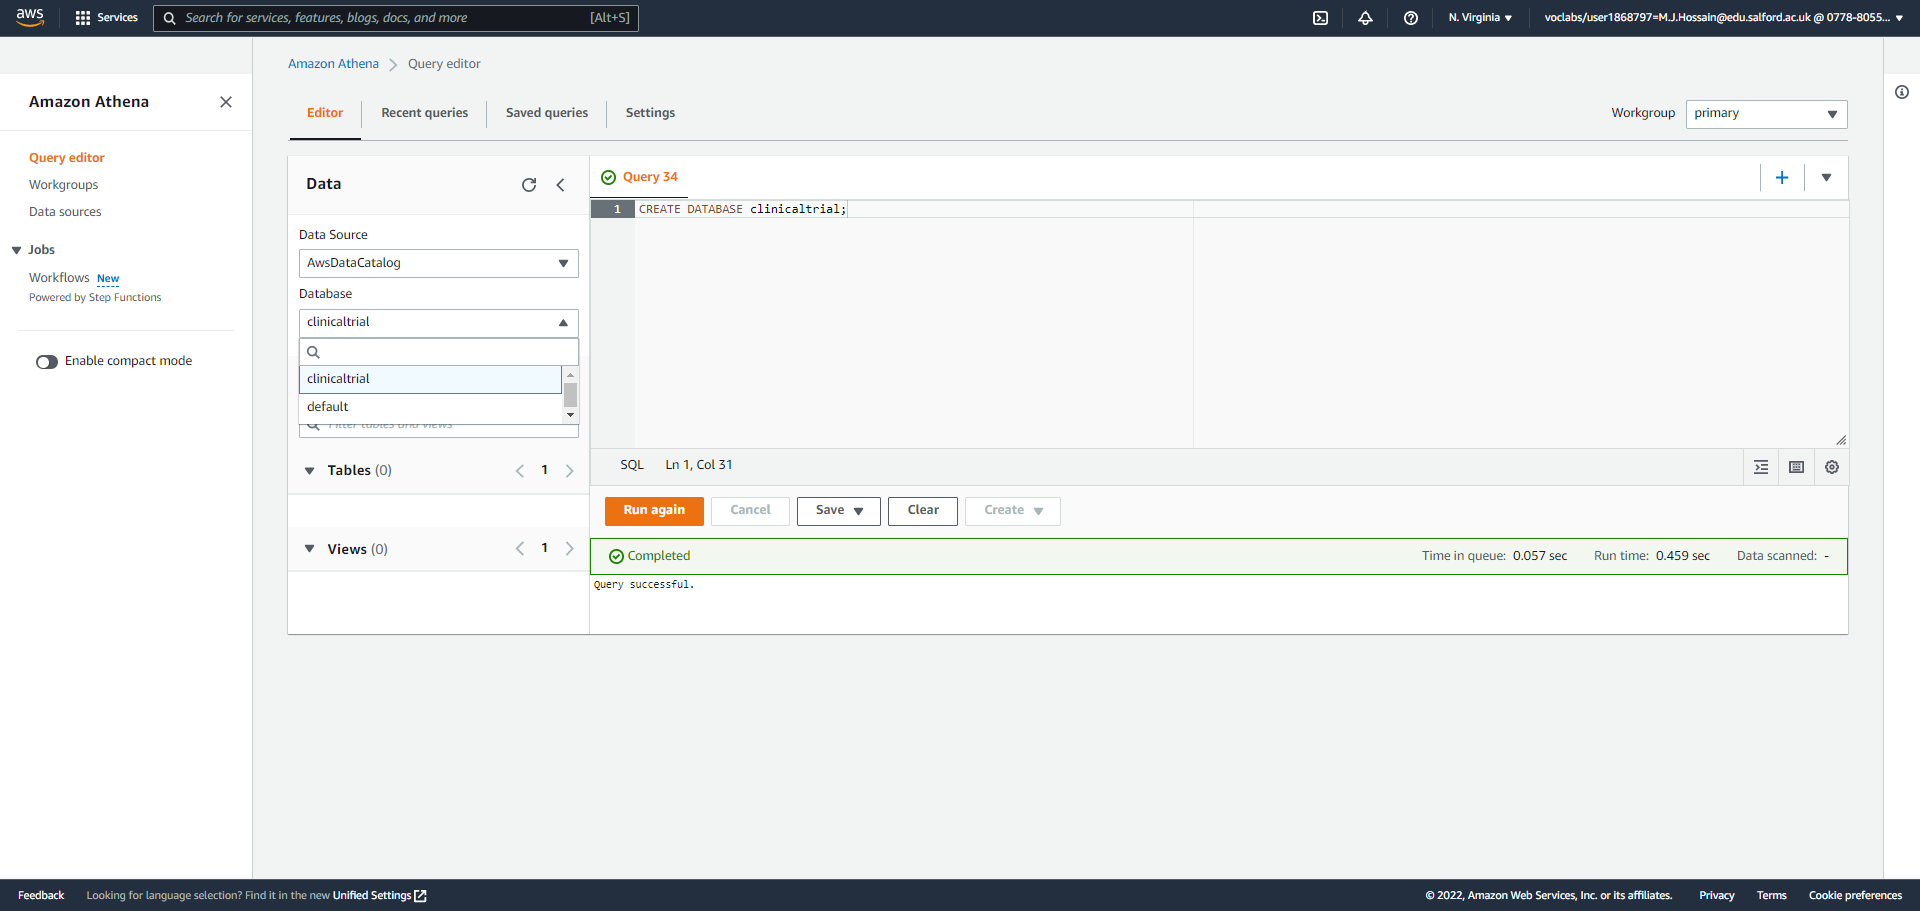 aws
Services
Search for services, features, blogs, docs, and more
[Alt+S]
N. Virginia
voclabs/user1868797=M.J.Hossain@edu.salford.ac.uk @ 0778-8055...
Amazon Athena
Query editor
Workgroups
Data sources
Jobs
Workflows New
Powered by Step Functions
Enable compact mode
Amazon Athena
Query editor
Editor
Recent queries
Saved queries
Settings
Workgroup
primary
Data
Data Source
AwsDataCatalog
Database
clinicaltrial
clinicaltrial
default
Filter tables and views
Tables (0)
1
Views (0)
1
Query 34
1
CREATE DATABASE clinicaltrial;
SQL
Ln 1, Col 31
Run again
Cancel
Save
Clear
Create
Completed
Time in queue: 0.057 sec
Run time: 0.459 sec
Data scanned: -
Query successful.
Feedback
Looking for language selection? Find it in the new Unified Settings
© 2022, Amazon Web Services, Inc. or its affiliates.
Privacy
Terms
Cookie preferences